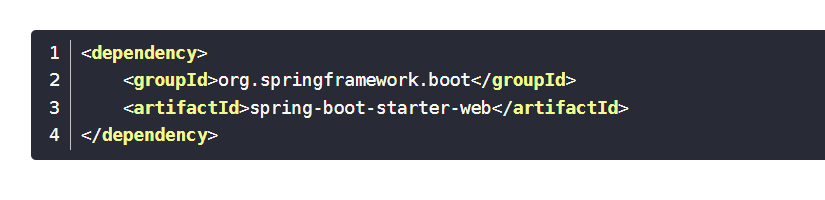 1 <dependency>
2     <groupId>org.springframework.boot</groupId>
3     <artifactId>spring-boot-starter-web</artifactId>
4 </dependency>